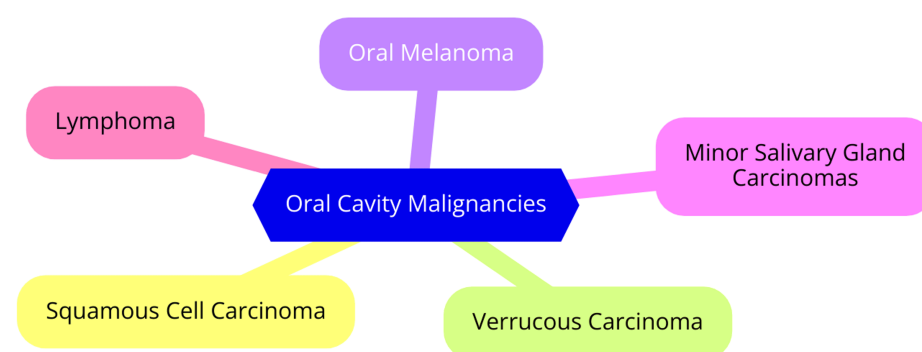 Oral Melanoma
Lymphoma
Minor Salivary Gland
Carcinomas
Oral Cavity Malignancies
Squamous Cell Carcinoma
Verrucous Carcinoma